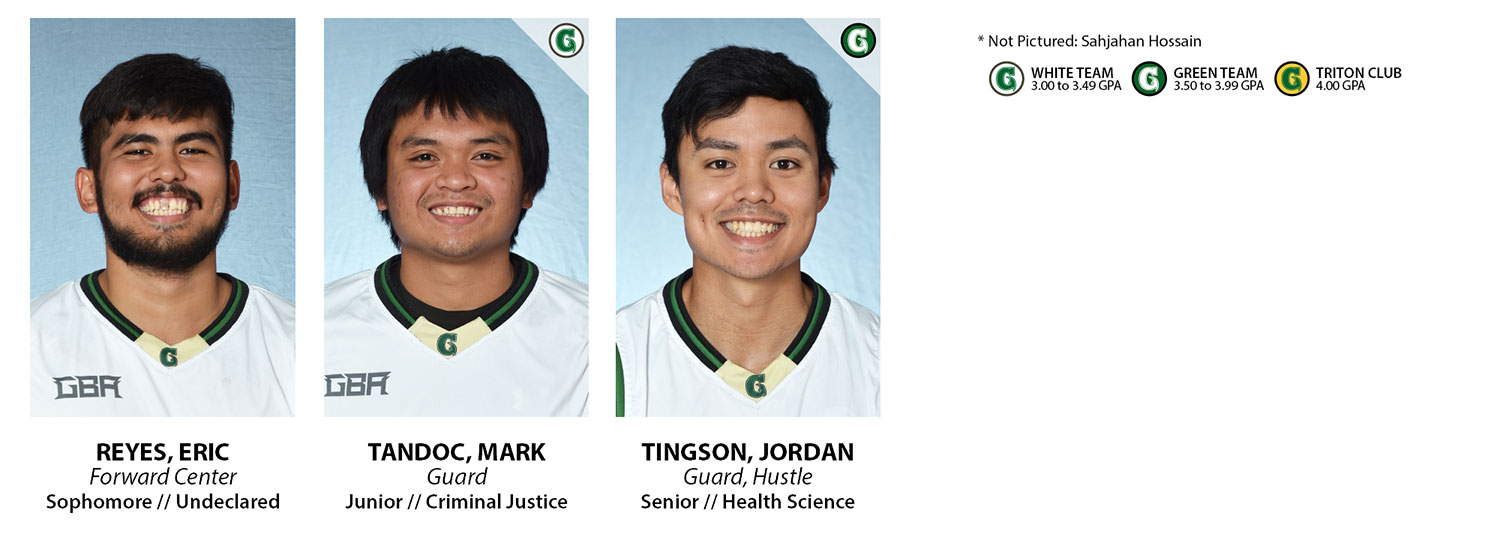 * Not Pictured: Sahjahan Hossain
G WHITE TEAM
3.00 to 3.49 GPA
G GREEN TEAM
3.50 to 3.99 GPA
G TRITON CLUB
4.00 GPA
G
G
G
GBA
G
GBA
G
REYES, ERIC
Forward Center
Sophomore // Undeclared
TANDOC, MARK
Guard
Junior // Criminal Justice
TINGSON, JORDAN
Guard, Hustle
Senior // Health Science